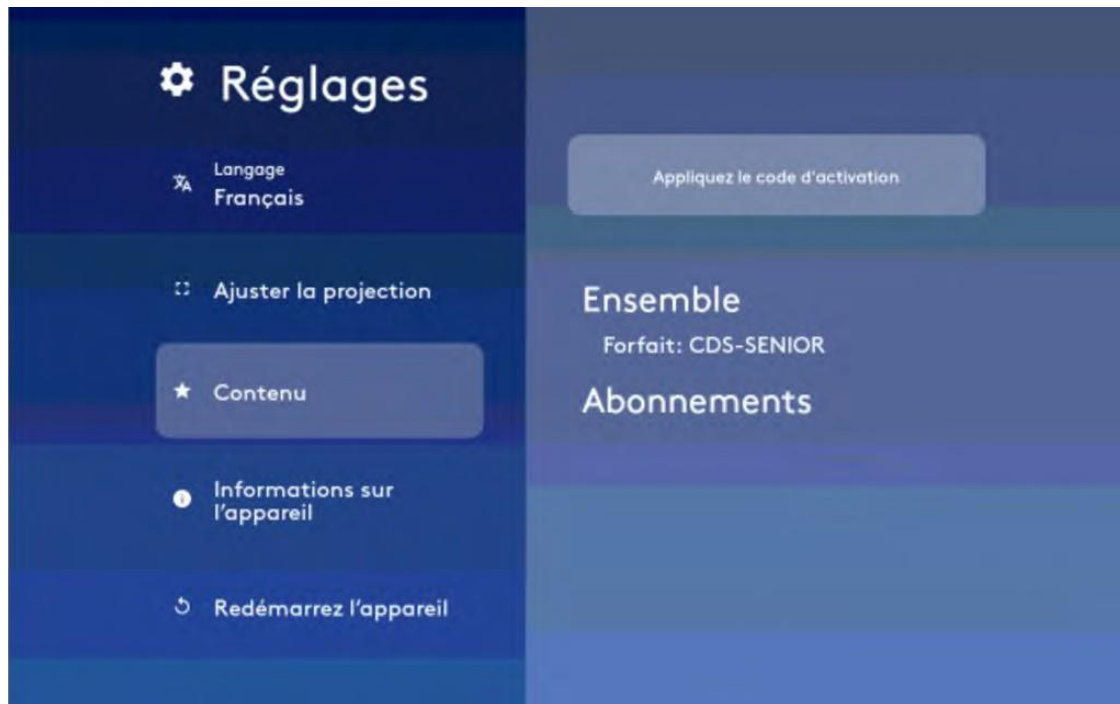 Réglages
Langage
Français
Ajuster la projection
Contenu
Informations sur
l'appareil
Redémarrez l'appareil
Appliquez le code d'activation
Ensemble
Forfait: CDS-SENIOR
Abonnements